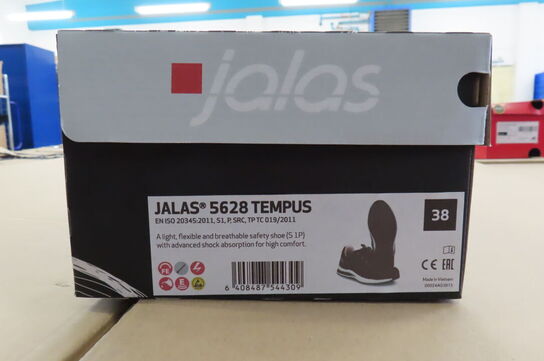 jalas
JALAS® 5628 TEMPUS
EN ISO 20345:2011, S1, P, SRC, TP TC 019/2011
A light, flexible and breathable safety shoe (S 1P)
with advanced shock absorption for high comfort.
38
CE EAC
Made in Vietnam
6 408487 544309